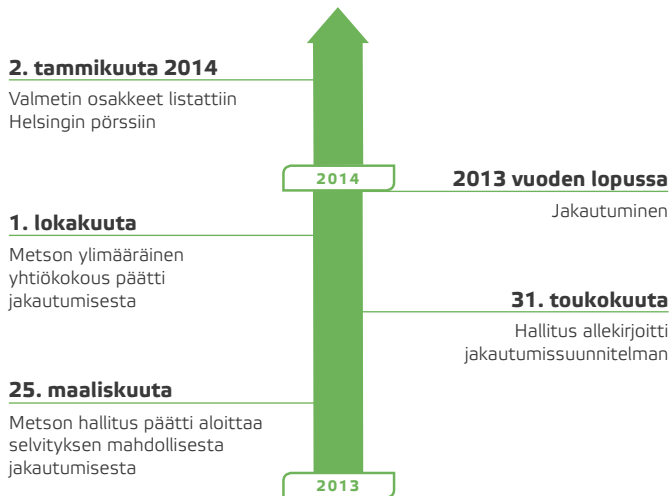 2. tammikuuta 2014
Valmetin osakkeet listattiin
Helsingin pörssiin
2014
2013 vuoden lopussa
Jakautuminen
1. lokakuuta
Metson ylimääräinen
yhtiökokous päätti
jakautumisesta
31. toukokuuta
Hallitus allekirjoitti
jakautumissuunnitelman
25. maaliskuuta
Metson hallitus päätti aloittaa
selvityksen mahdollisesta
jakautumisesta
2013